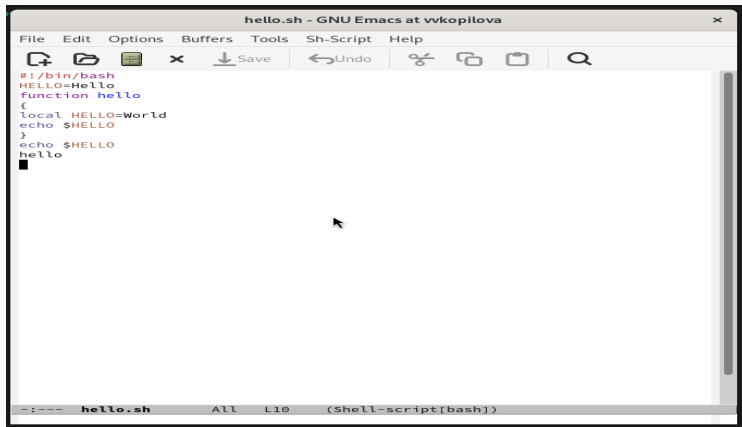 hello.sh - GNU Emacs at vvkopilova
File Edit Options Buffers Tools Sh-Script Help
Save Undo
#!/bin/bash
HELLO=Hello
function hello
{
local HELLO=World
echo $HELLO
}
echo $HELLO
hello
-:--- hello.sh All L10 (Shell-script[bash])